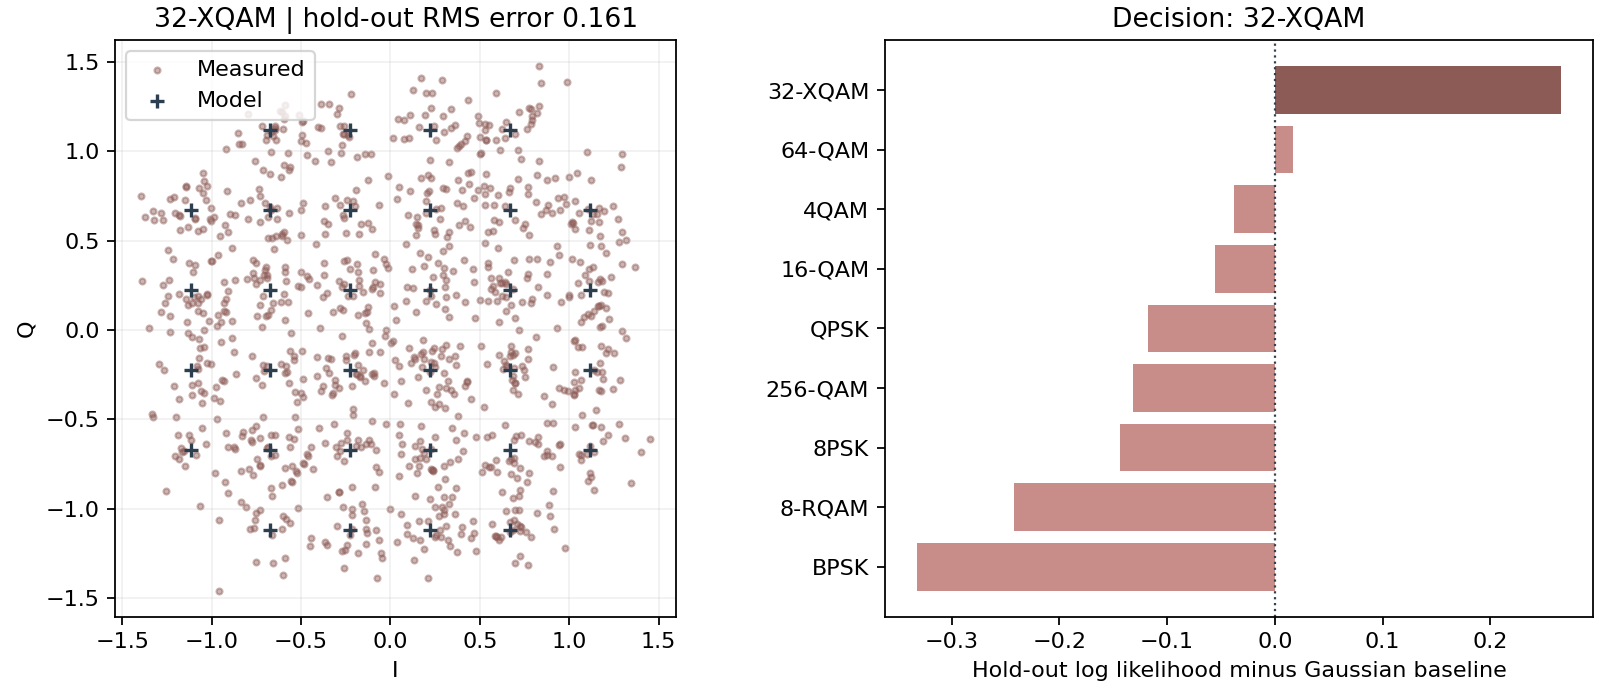 32-XQAM | hold-out RMS error 0.161
Measured
Model
1.5
1.0
0.5
0.0
−0.5
−1.0
−1.5
Q
−1.5
−1.0
−0.5
0.0
0.5
1.0
1.5
I
Decision: 32-XQAM
32-XQAM
64-QAM
4QAM
16-QAM
QPSK
256-QAM
8PSK
8-RQAM
BPSK
−0.3
−0.2
−0.1
0.0
0.1
0.2
Hold-out log likelihood minus Gaussian baseline